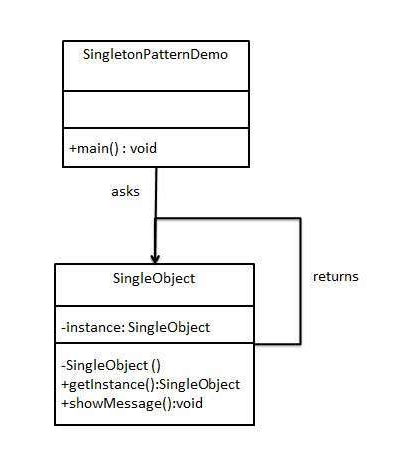 SingletonPatternDemo
+main() : void
asks
SingleObject
returns
-instance: SingleObject
-SingleObject ()
+getInstance():SingleObject
+showMessage():void